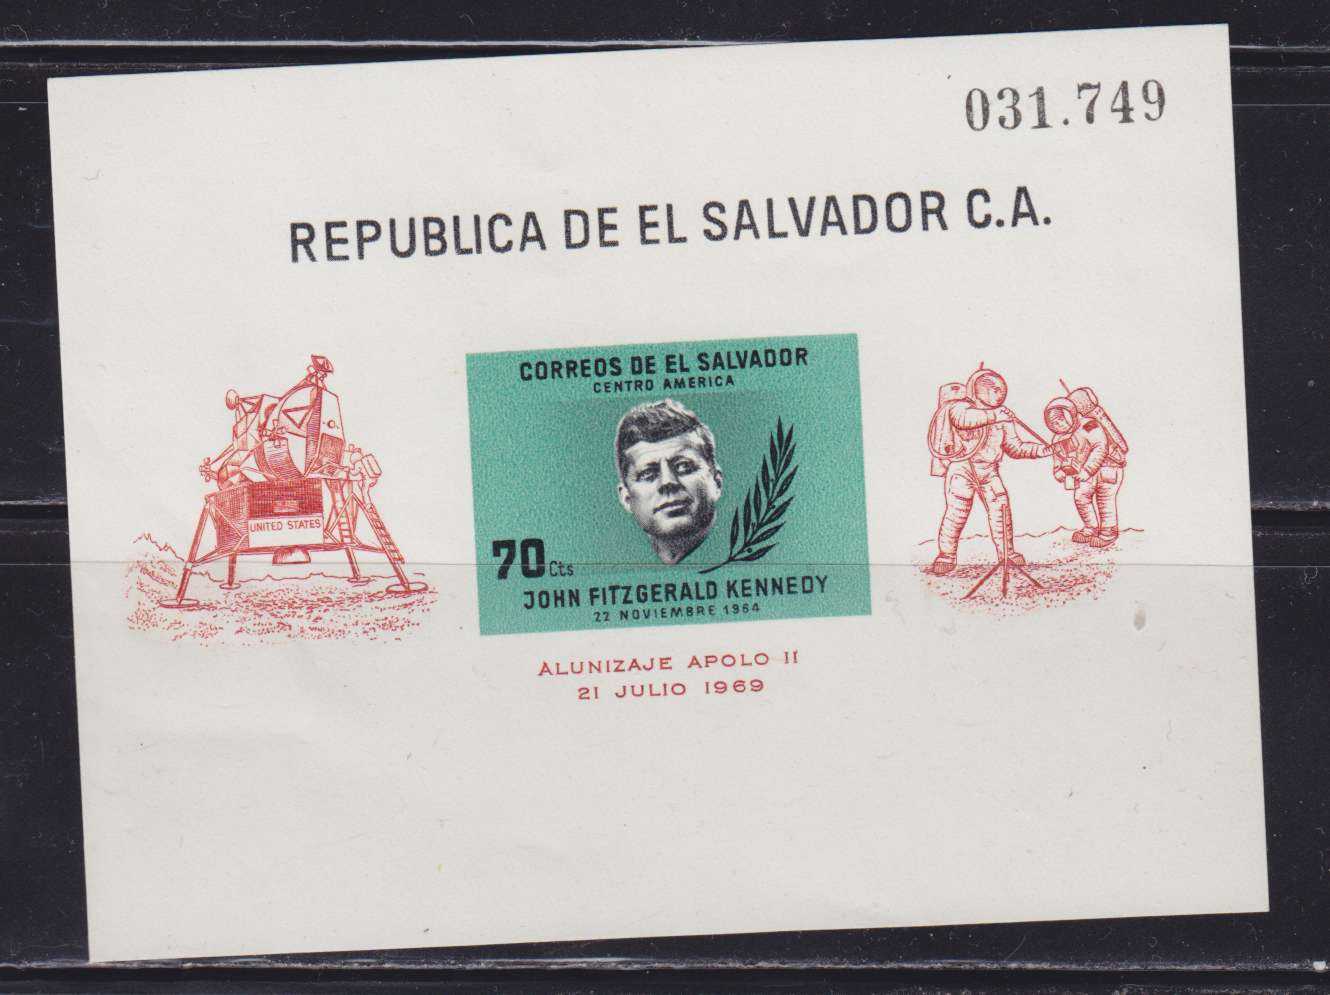 031.749
REPUBLICA DE EL SALVADOR C.A.
CORREOS DE EL SALVADOR
CENTRO AMERICA
UNITED STATES
70 Cts
JOHN FITZGERALD KENNEDY
22 NOVIEMBRE 1964
ALUNIZAJE APOLO II
21 JULIO 1969